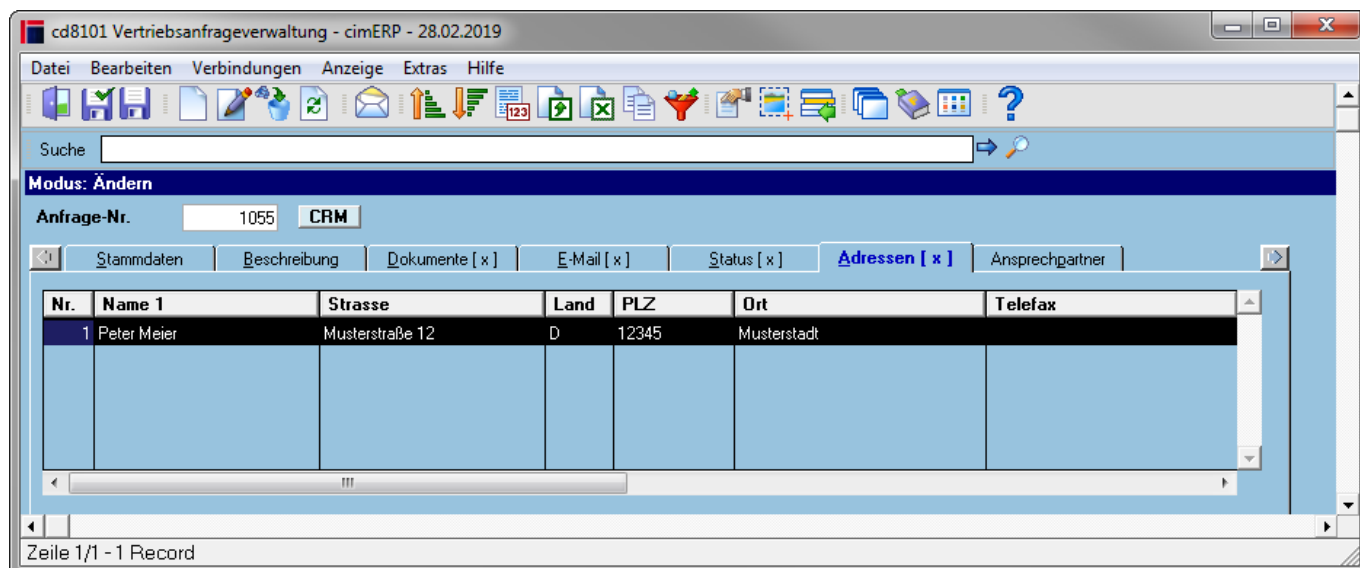 cd8101 Vertriebsanfrageverwaltung - cimERP - 28.02.2019
Datei Bearbeiten Verbindungen Anzeige Extras Hilfe
123
Suche
Modus: Ändern
Anfrage-Nr. 1055 CRM
Stammdaten Beschreibung Dokumente [ x ] E-Mail [ x ] Status [ x ] Adressen [ x ] Ansprechpartner
Nr. Name 1 Strasse Land PLZ Ort Telefax
1 Peter Meier Musterstraße 12 D 12345 Musterstadt
Zeile 1/1 - 1 Record